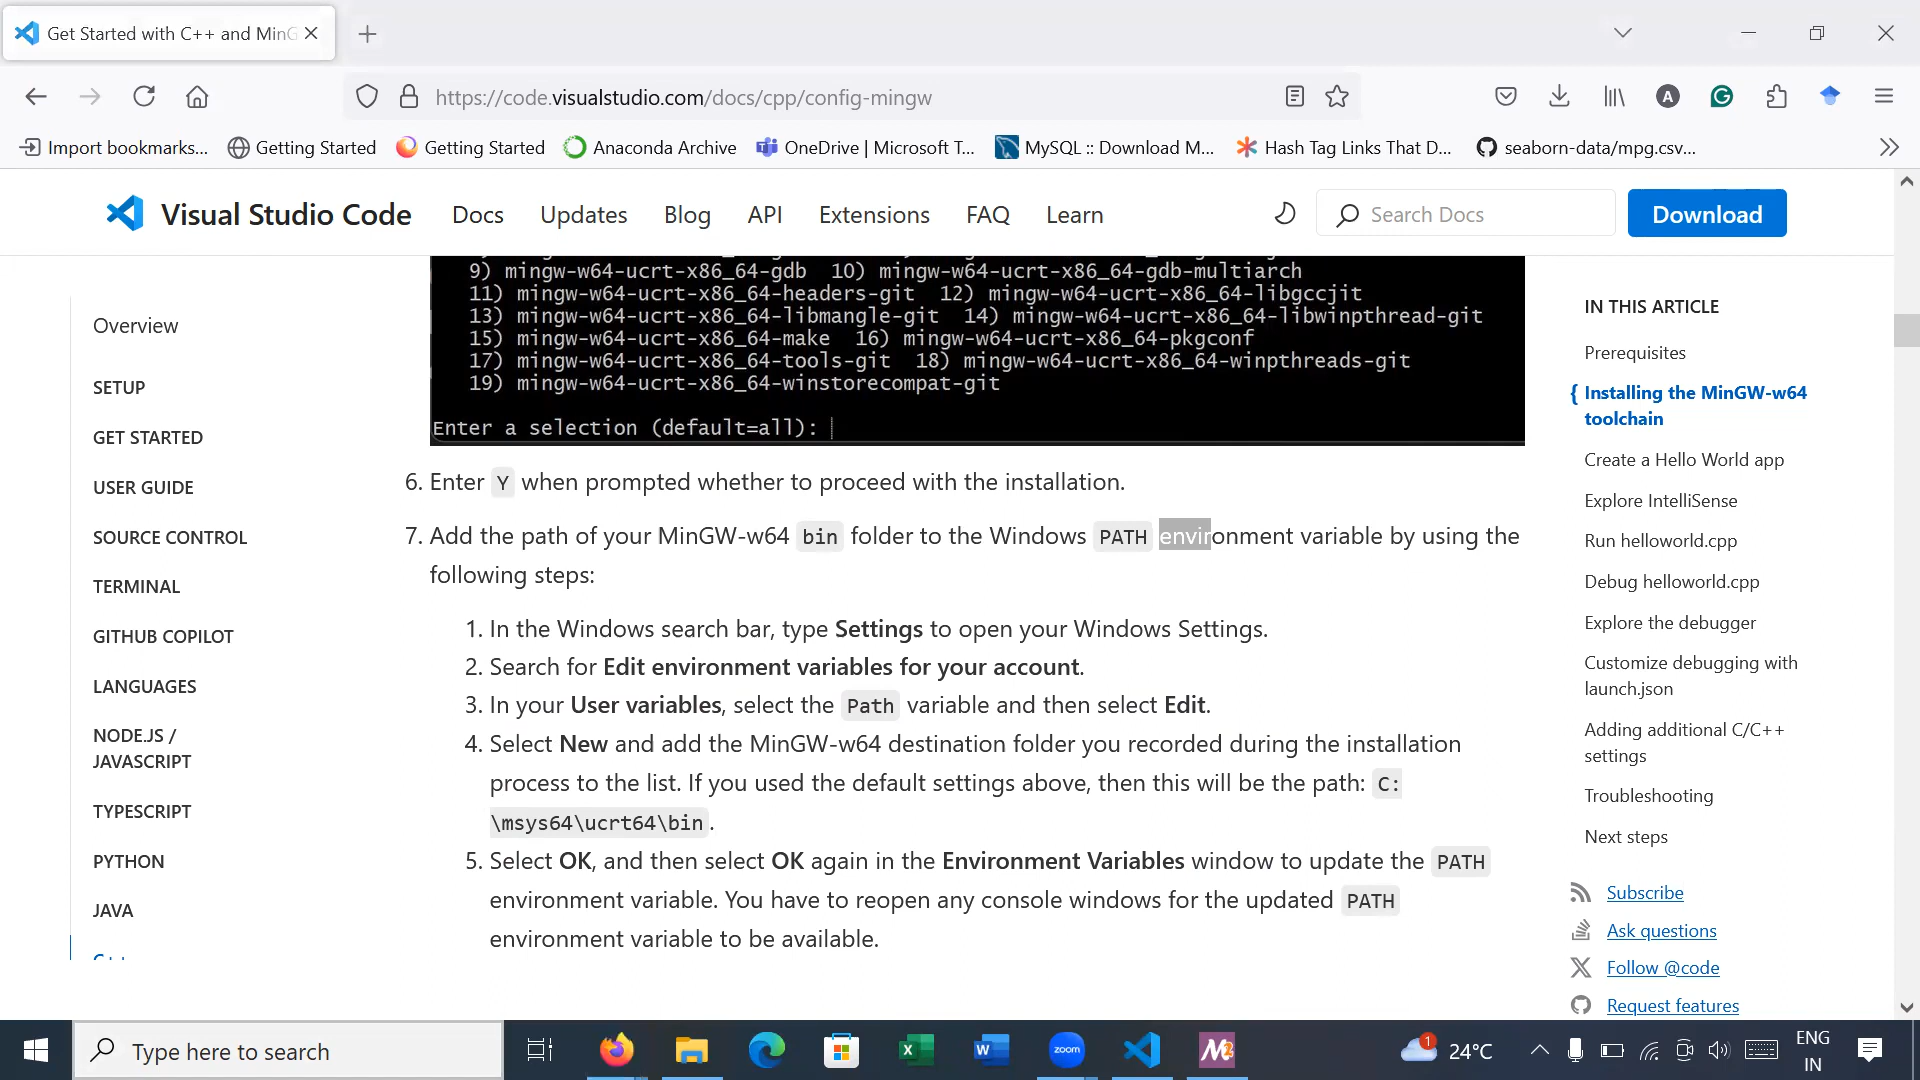 Get Started with C++ and MinG
https://code.visualstudio.com/docs/cpp/config-mingw
Import bookmarks...
Getting Started
Getting Started
Anaconda Archive
OneDrive | Microsoft T...
MySQL :: Download M...
Hash Tag Links That D...
seaborn-data/mpg.csv...
Visual Studio Code
Docs
Updates
Blog
API
Extensions
FAQ
Learn
Search Docs
Download
Overview
SETUP
GET STARTED
USER GUIDE
SOURCE CONTROL
TERMINAL
GITHUB COPILOT
LANGUAGES
NODE.JS /
JAVASCRIPT
TYPESCRIPT
PYTHON
JAVA
C++
9) mingw-w64-ucrt-x86_64-gdb 10) mingw-w64-ucrt-x86_64-gdb-multiarch
11) mingw-w64-ucrt-x86_64-headers-git 12) mingw-w64-ucrt-x86_64-libgccjit
13) mingw-w64-ucrt-x86_64-libmangle-git 14) mingw-w64-ucrt-x86_64-libwinpthread-git
15) mingw-w64-ucrt-x86_64-make 16) mingw-w64-ucrt-x86_64-pkgconf
17) mingw-w64-ucrt-x86_64-tools-git 18) mingw-w64-ucrt-x86_64-winpthreads-git
19) mingw-w64-ucrt-x86_64-winstorecompat-git
Enter a selection (default=all):
6. Enter Y when prompted whether to proceed with the installation.
7. Add the path of your MinGW-w64 bin folder to the Windows PATH environment variable by using the
following steps:
1. In the Windows search bar, type Settings to open your Windows Settings.
2. Search for Edit environment variables for your account.
3. In your User variables, select the Path variable and then select Edit.
4. Select New and add the MinGW-w64 destination folder you recorded during the installation
process to the list. If you used the default settings above, then this will be the path: C:
\msys64\ucrt64\bin.
5. Select OK, and then select OK again in the Environment Variables window to update the PATH
environment variable. You have to reopen any console windows for the updated PATH
environment variable to be available.
IN THIS ARTICLE
Prerequisites
{ Installing the MinGW-w64
toolchain
Create a Hello World app
Explore IntelliSense
Run helloworld.cpp
Debug helloworld.cpp
Explore the debugger
Customize debugging with
launch.json
Adding additional C/C++
settings
Troubleshooting
Next steps
Subscribe
Ask questions
Follow @code
Request features
Type here to search
zoom
1
24°C
ENG
IN